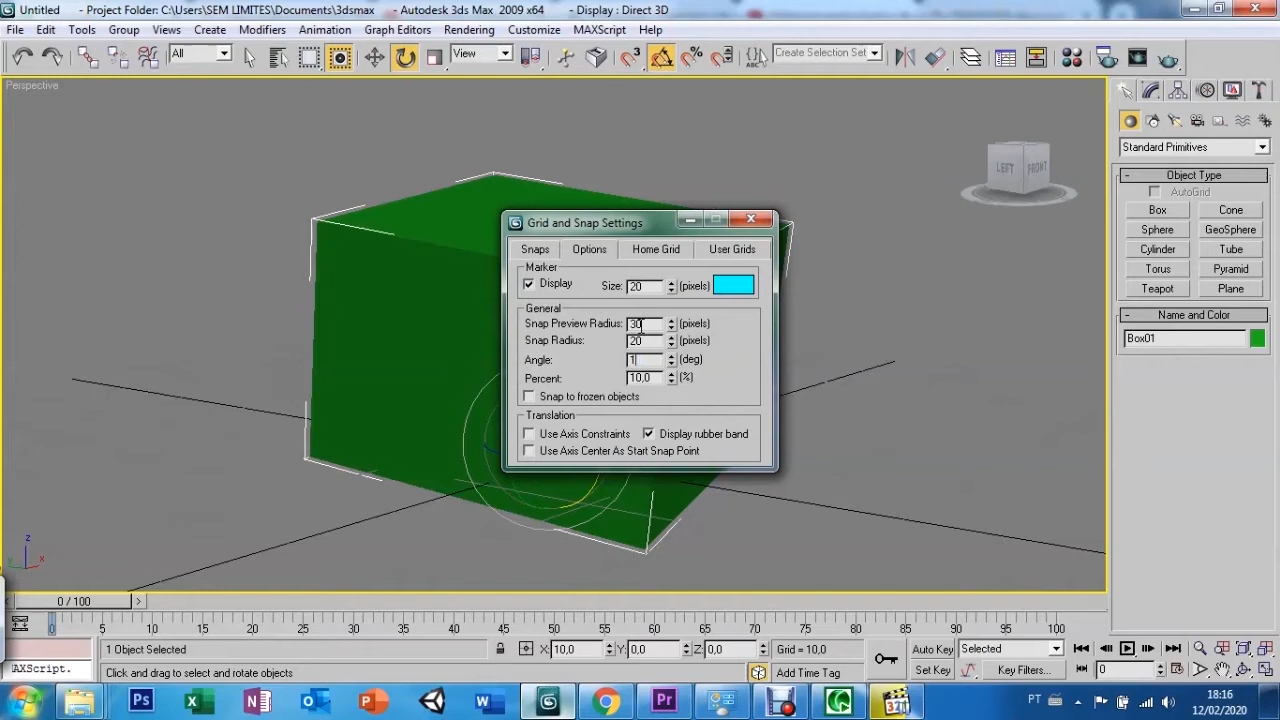 Untitled - Project Folder: C:\Users\SEM LIMITES\Documents\3dsmax - Autodesk 3ds Max 2009 x64 - Display : Direct 3D
File Edit Tools Group Views Create Modifiers Animation Graph Editors Rendering Customize MAXScript Help
All View Create Selection Set
Perspective
LEFT FRONT
Standard Primitives
- Object Type
AutoGrid
Box Cone
Sphere GeoSphere
Cylinder Tube
Torus Pyramid
Teapot Plane
- Name and Color
Box01
Grid and Snap Settings
Snaps Options Home Grid User Grids
Marker
Display Size: 20 (pixels)
General
Snap Preview Radius: 30 (pixels)
Snap Radius: 20 (pixels)
Angle: 1 (deg)
Percent: 10,0 (%)
Snap to frozen objects
Translation
Use Axis Constraints Display rubber band
Use Axis Center As Start Snap Point
z
x
0 / 100
0 5 10 15 20 25 30 35 40 45 50 55 60 65 70 75 80 85 90 95 100
1 Object Selected X: 10,0 Y: 0,0 Z: 0,0 Grid = 10,0 Auto Key Selected
AXScript. Click and drag to select and rotate objects Add Time Tag Set Key Key Filters... 0
Ps W Pr 321 PT 18:16
12/02/2020